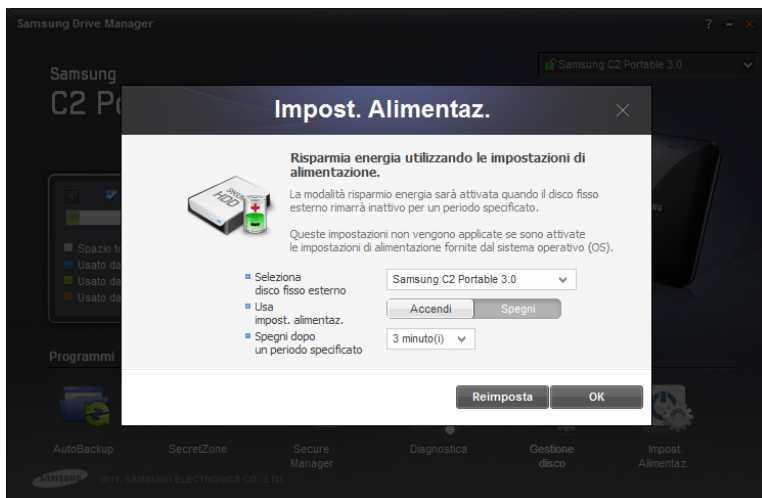 Samsung Drive Manager
? - ×
Samsung
C2 Po
Samsung C2 Portable 3.0
Impost. Alimentaz.
Risparmia energia utilizzando le impostazioni di
alimentazione.
La modalità risparmio energia sarà attivata quando il disco fisso
esterno rimarrà inattivo per un periodo specificato.
Queste impostazioni non vengono applicate se sono attivate
le impostazioni di alimentazione fornite dal sistema operativo (OS).
SAMSUNG
HDD
Seleziona
disco fisso esterno
Samsung C2 Portable 3.0
Usa
impost. alimentaz.
Accendi Spegni
Spegni dopo
un periodo specificato
3 minuto(i)
Reimposta OK
Spazio to
Usato da
Usato da
Usato da
Programmi
AutoBackup
SecretZone
Secure
Manager
Diagnostica
Gestione
disco
Impost.
Alimentaz.
SAMSUNG 2011. SAMSUNG ELECTRONICS CO., LTD.